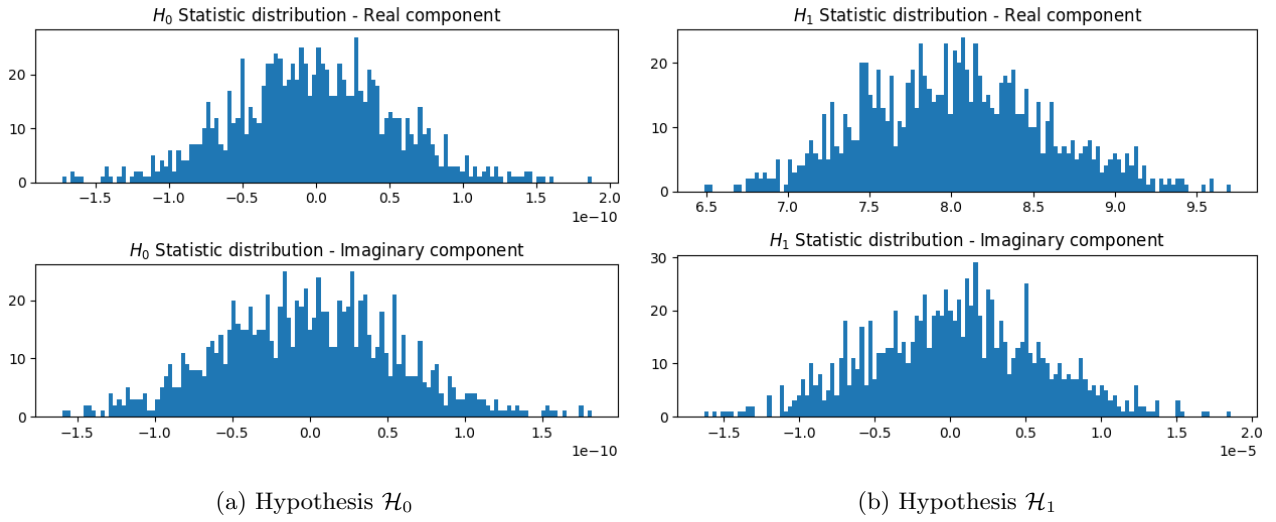 H₀ Statistic distribution - Real component
20
10
0
−1.5 −1.0 −0.5 0.0 0.5 1.0 1.5 2.0
1e−10
H₀ Statistic distribution - Imaginary component
20
10
0
−1.5 −1.0 −0.5 0.0 0.5 1.0 1.5
1e−10
(a) Hypothesis ℋ₀
H₁ Statistic distribution - Real component
20
10
0
6.5 7.0 7.5 8.0 8.5 9.0 9.5
H₁ Statistic distribution - Imaginary component
30
20
10
0
−1.5 −1.0 −0.5 0.0 0.5 1.0 1.5 2.0
1e−5
(b) Hypothesis ℋ₁